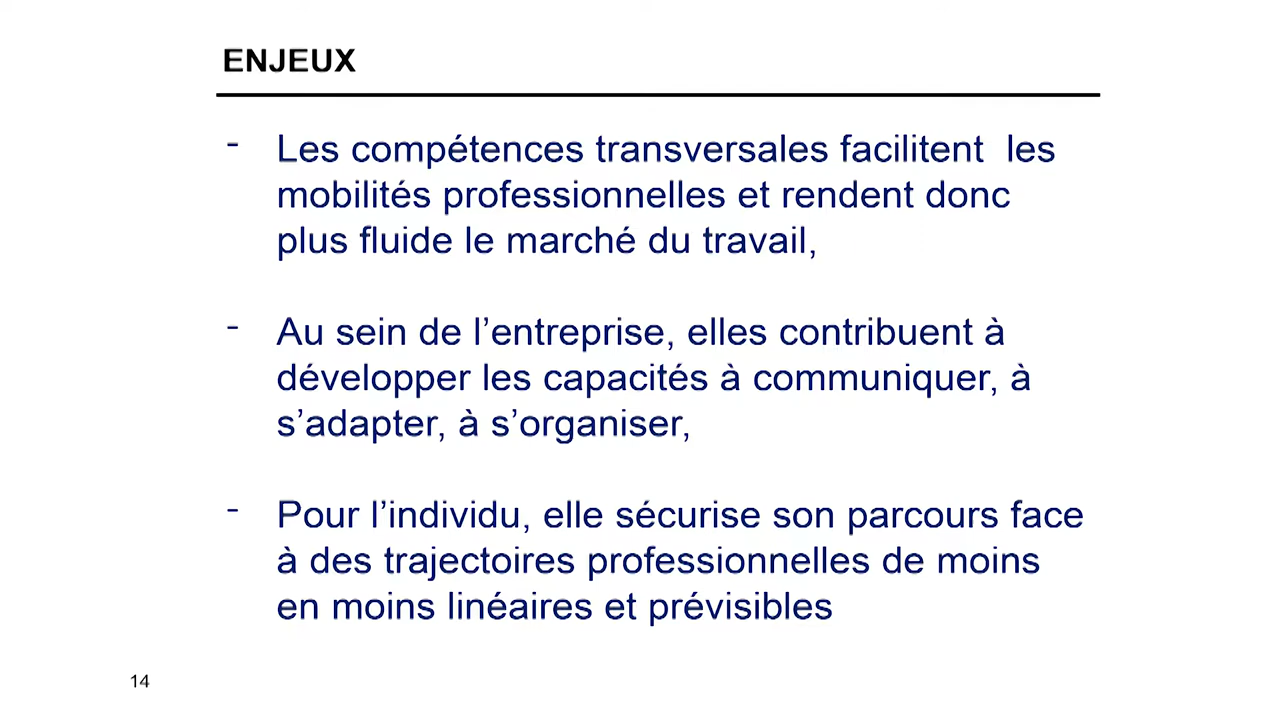 ENJEUX
- Les compétences transversales facilitent  les
mobilités professionnelles et rendent donc
plus fluide le marché du travail,
- Au sein de l’entreprise, elles contribuent à
développer les capacités à communiquer, à
s’adapter, à s’organiser,
- Pour l’individu, elle sécurise son parcours face
à des trajectoires professionnelles de moins
en moins linéaires et prévisibles
14